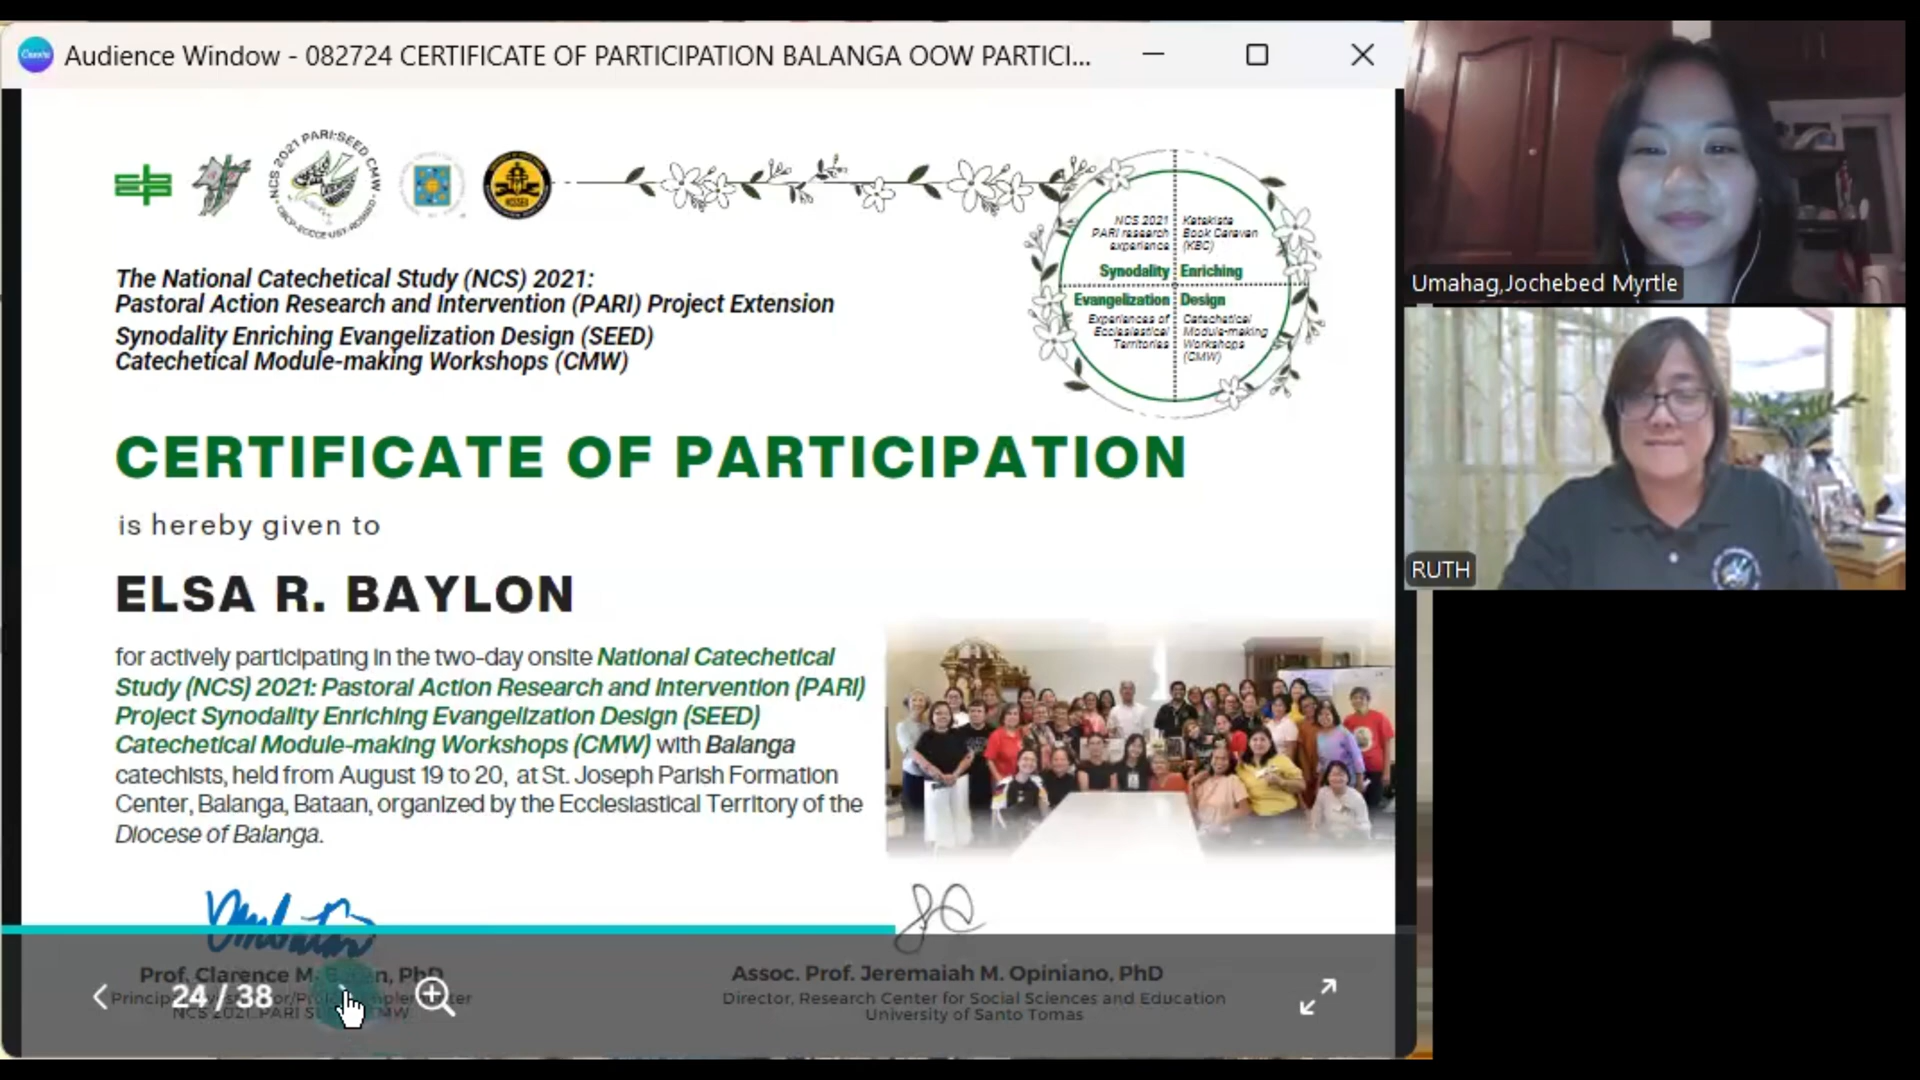 Audience Window - 082724 CERTIFICATE OF PARTICIPATION BALANGA OOW PARTICI...
NCS 2021 PARI:SEED CMW
NCS 2021
PARI research
experience
Katekista
Book Caravan
(KBC)
Synodality Enriching
Evangelization Design
Experiences of
Ecclesiastical
Territories
Catechetical
Module-making
Workshops
(CMW)
The National Catechetical Study (NCS) 2021:
Pastoral Action Research and Intervention (PARI) Project Extension
Synodality Enriching Evangelization Design (SEED)
Catechetical Module-making Workshops (CMW)
CERTIFICATE OF PARTICIPATION
is hereby given to
ELSA R. BAYLON
for actively participating in the two-day onsite National Catechetical
Study (NCS) 2021: Pastoral Action Research and Intervention (PARI)
Project Synodality Enriching Evangelization Design (SEED)
Catechetical Module-making Workshops (CMW) with Balanga
catechists, held from August 19 to 20, at St. Joseph Parish Formation
Center, Balanga, Bataan, organized by the Ecclesiastical Territory of the
Diocese of Balanga.
Prof. Clarence M. PhD
NCS 2021 PARI
Assoc. Prof. Jeremaiah M. Opiniano, PhD
Director, Research Center for Social Sciences and Education
University of Santo Tomas
24 / 38
Umahag,Jochebed Myrtle
RUTH